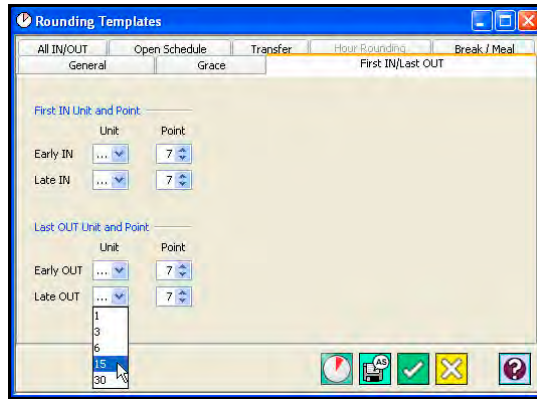 Rounding Templates
All IN/OUT Open Schedule Transfer Hour Rounding Break / Meal
General Grace First IN/Last OUT
First IN Unit and Point
Unit Point
Early IN ... 7
Late IN ... 7
Last OUT Unit and Point
Unit Point
Early OUT ... 7
Late OUT ... 7
1
3
6
15
30
AS
?